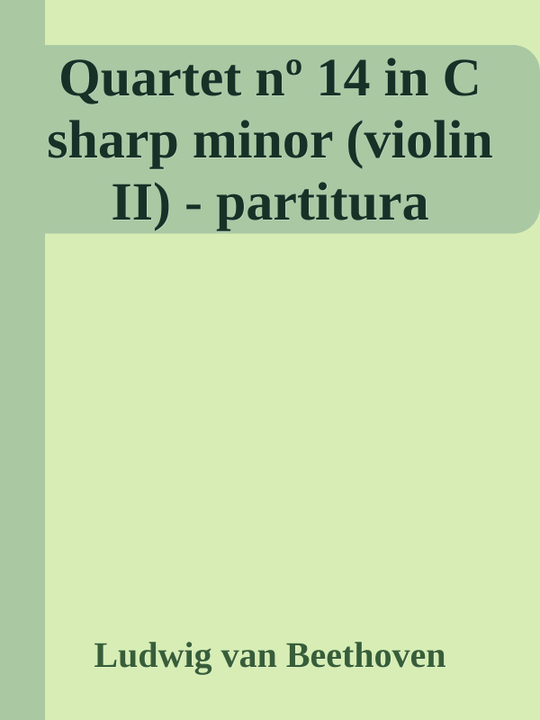 Quartet nº 14 in C
sharp minor (violin
II) - partitura
Ludwig van Beethoven